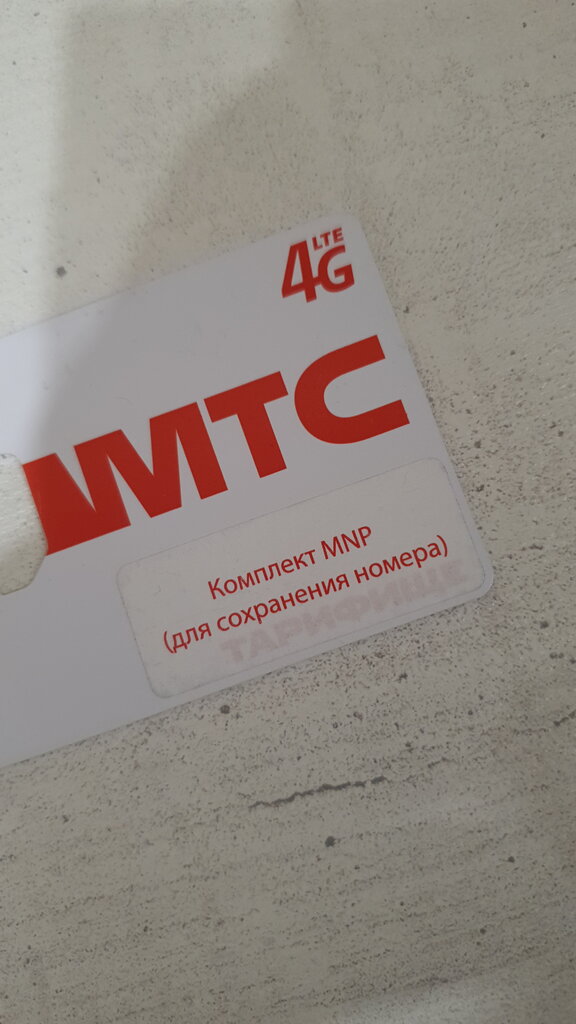 4G LTE
МТС
Комплект MNP
(для сохранения номера)
ТАРИФИЩЕ